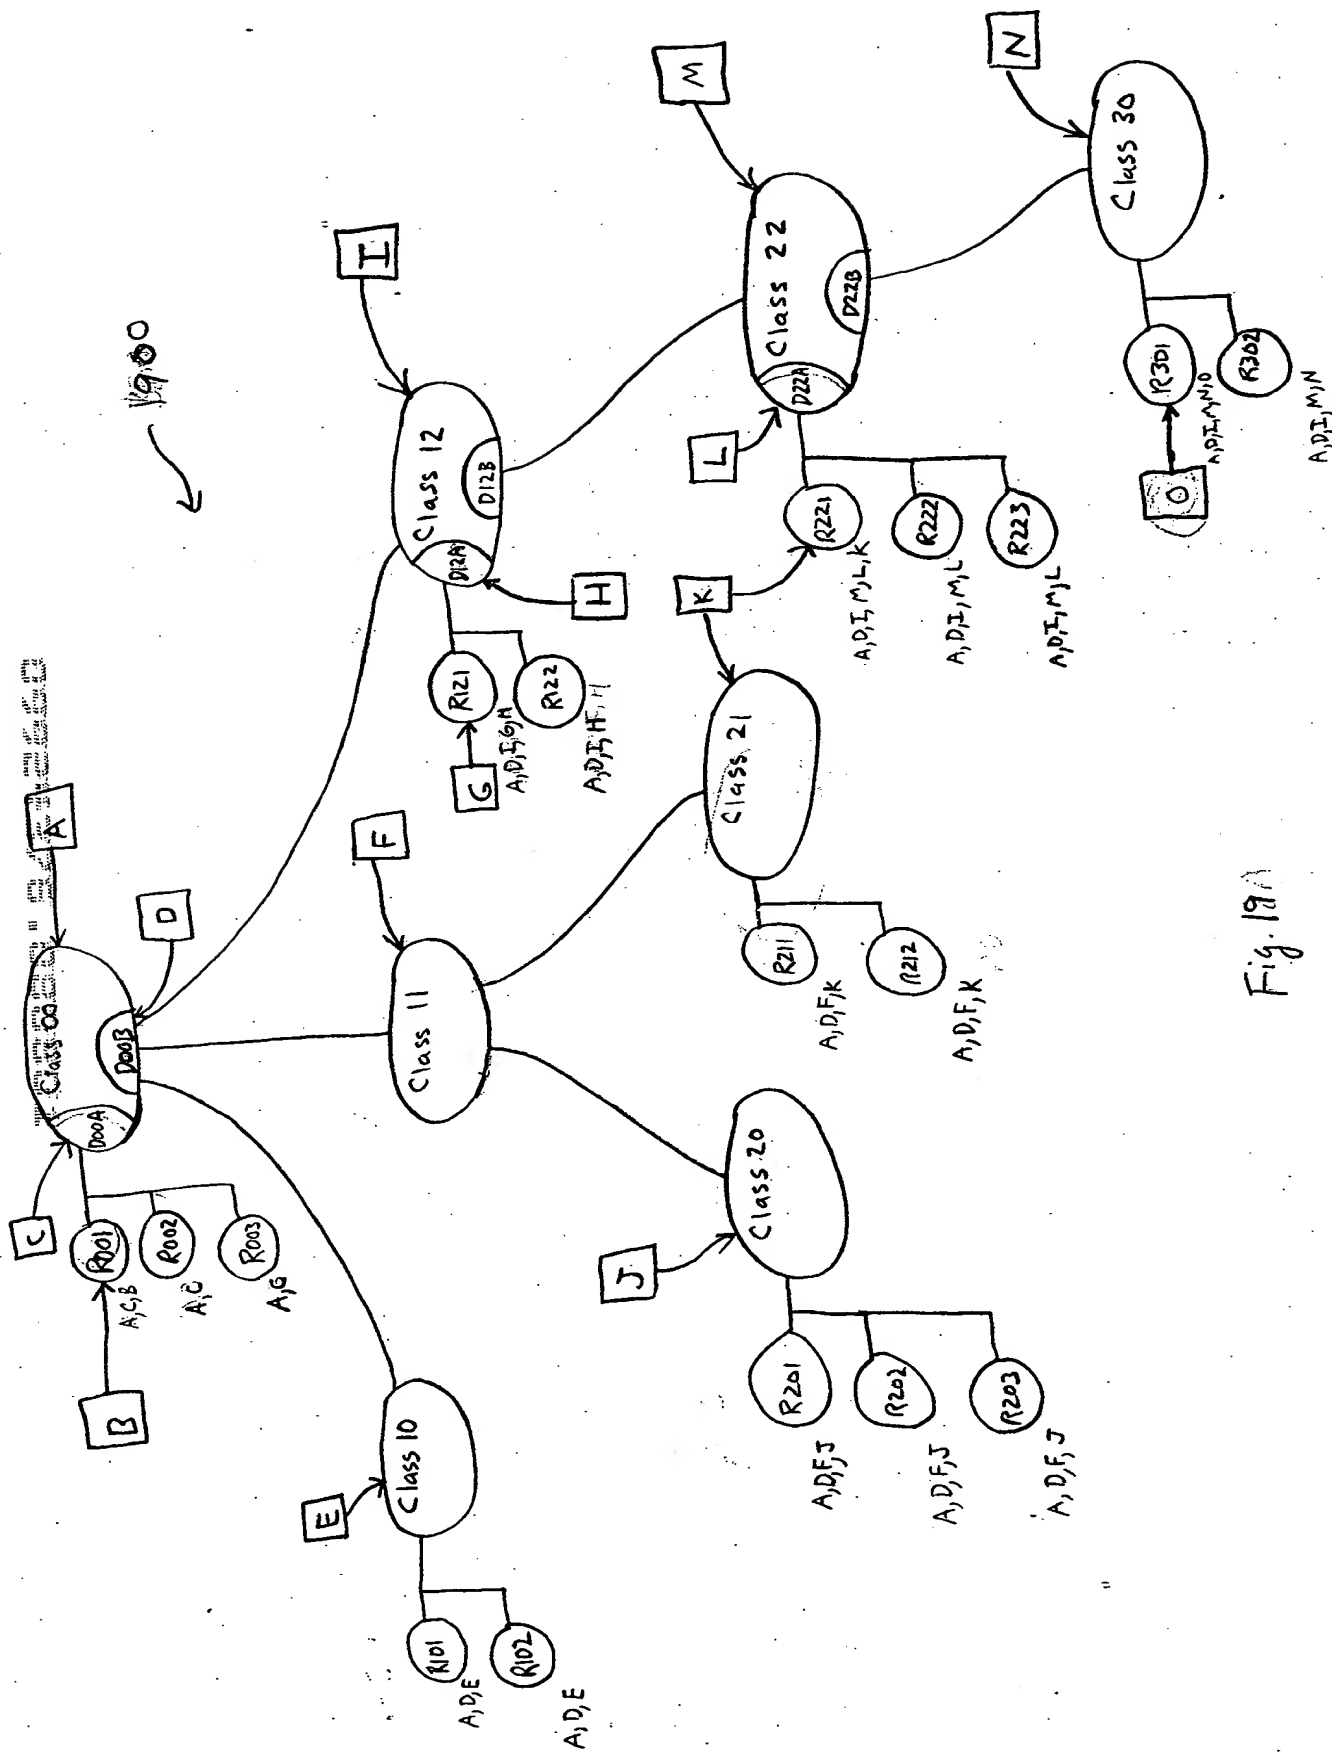 1900
A
Class 00
D00A
D00B
C
D
R001
A,C,B
B
R002
A,C
R003
A,C
E
Class 10
R101
A,D,E
R102
A,D,E
F
Class 11
I
Class 12
D12A
D12B
H
G
R121
A,D,I,G,H
R122
A,D,I,H
J
Class 20
R201
A,D,F,J
R202
A,D,F,J
R203
A,D,F,J
K
Class 21
R211
A,D,F,K
R212
A,D,F,K
M
Class 22
D22A
D22B
L
R221
A,D,I,M,L,K
R222
A,D,I,M,L
R223
A,D,I,M,L
N
Class 30
R301
A,D,I,M,N,O
O
R302
A,D,I,M,N
Fig. 19A